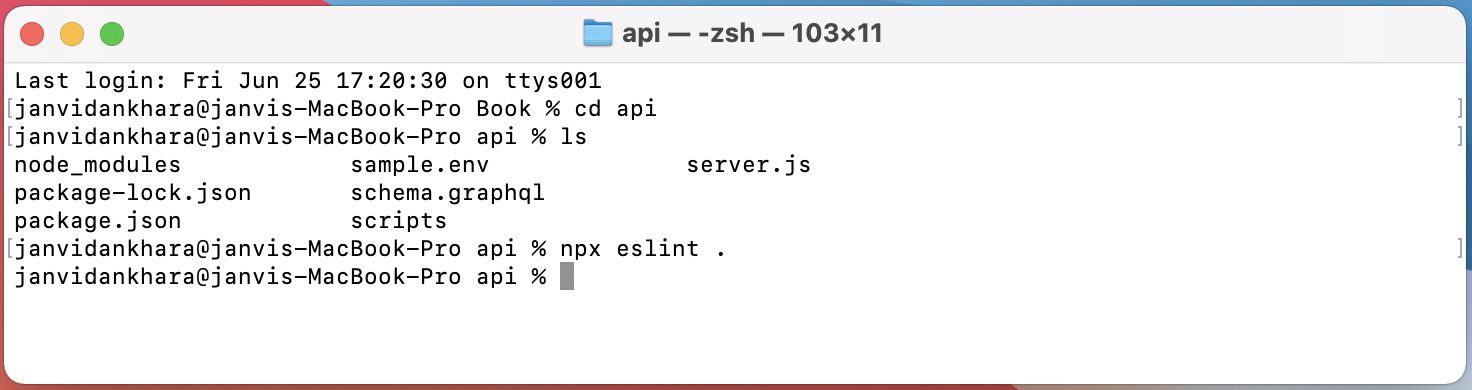 api — -zsh — 103×11
Last login: Fri Jun 25 17:20:30 on ttys001
[janvidankhara@janvis-MacBook-Pro Book % cd api ]
[janvidankhara@janvis-MacBook-Pro api % ls ]
node_modules sample.env server.js
package-lock.json schema.graphql
package.json scripts
[janvidankhara@janvis-MacBook-Pro api % npx eslint . ]
janvidankhara@janvis-MacBook-Pro api %